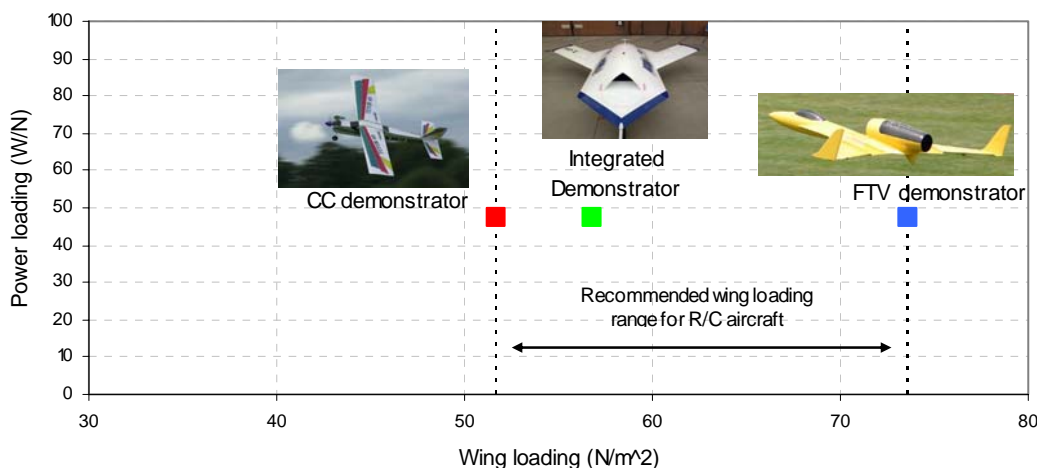 100
90
80
70
60
50
40
30
20
10
0
Power loading (W/N)
CC demonstrator
Integrated
Demonstrator
FTV demonstrator
Recommended wing loading
range for R/C aircraft
30
40
50
60
70
80
Wing loading (N/m^2)